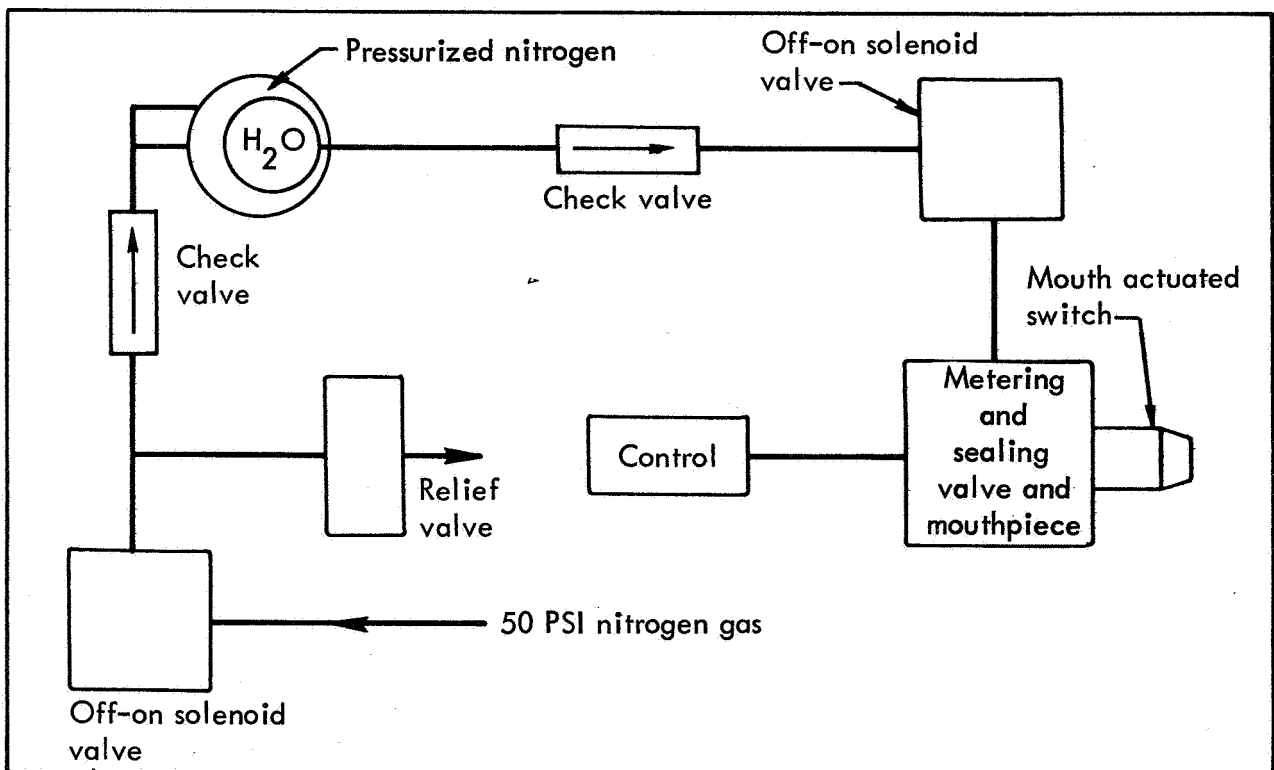 Pressurized nitrogen
Off-on solenoid
valve
H₂O
Check valve
Check
valve
Mouth actuated
switch
Metering
and
sealing
valve and
mouthpiece
Control
Relief
valve
50 PSI nitrogen gas
Off-on solenoid
valve